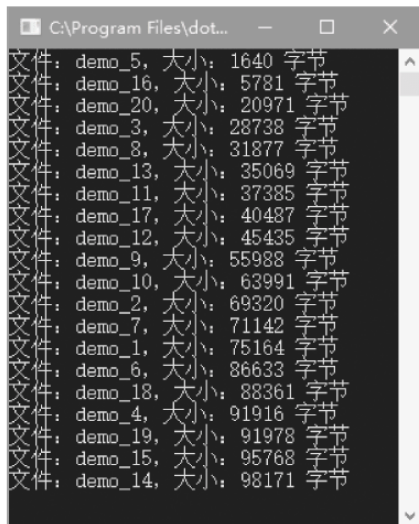 C:\Program Files\dot...
文件：demo_5，大小：1640 字节
文件：demo_16，大小：5781 字节
文件：demo_20，大小：20971 字节
文件：demo_3，大小：28738 字节
文件：demo_8，大小：31877 字节
文件：demo_13，大小：35069 字节
文件：demo_11，大小：37385 字节
文件：demo_17，大小：40487 字节
文件：demo_12，大小：45435 字节
文件：demo_9，大小：55988 字节
文件：demo_10，大小：63991 字节
文件：demo_2，大小：69320 字节
文件：demo_7，大小：71142 字节
文件：demo_1，大小：75164 字节
文件：demo_6，大小：86633 字节
文件：demo_18，大小：88361 字节
文件：demo_4，大小：91916 字节
文件：demo_19，大小：91978 字节
文件：demo_15，大小：95768 字节
文件：demo_14，大小：98171 字节